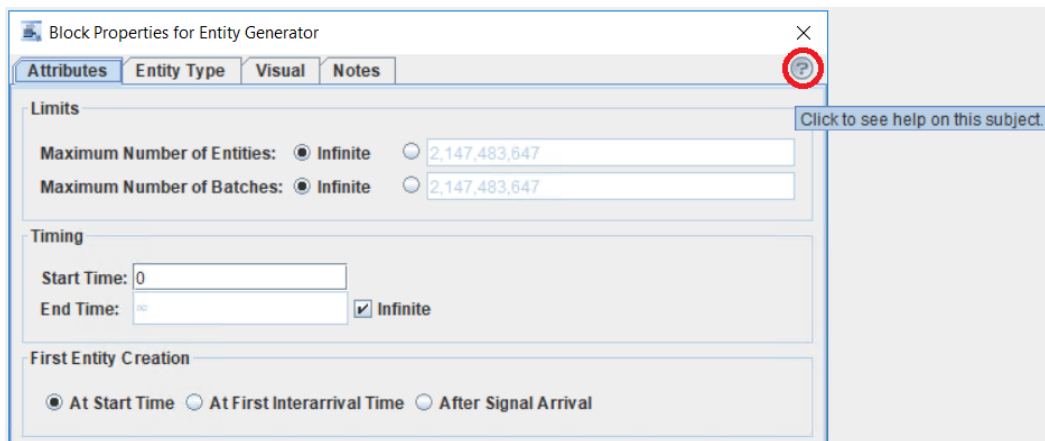 Block Properties for Entity Generator
Attributes Entity Type Visual Notes ?
Click to see help on this subject.
Limits
Maximum Number of Entities: Infinite 2,147,483,647
Maximum Number of Batches: Infinite 2,147,483,647
Timing
Start Time: 0
End Time: ∞ Infinite
First Entity Creation
At Start Time At First Interarrival Time After Signal Arrival